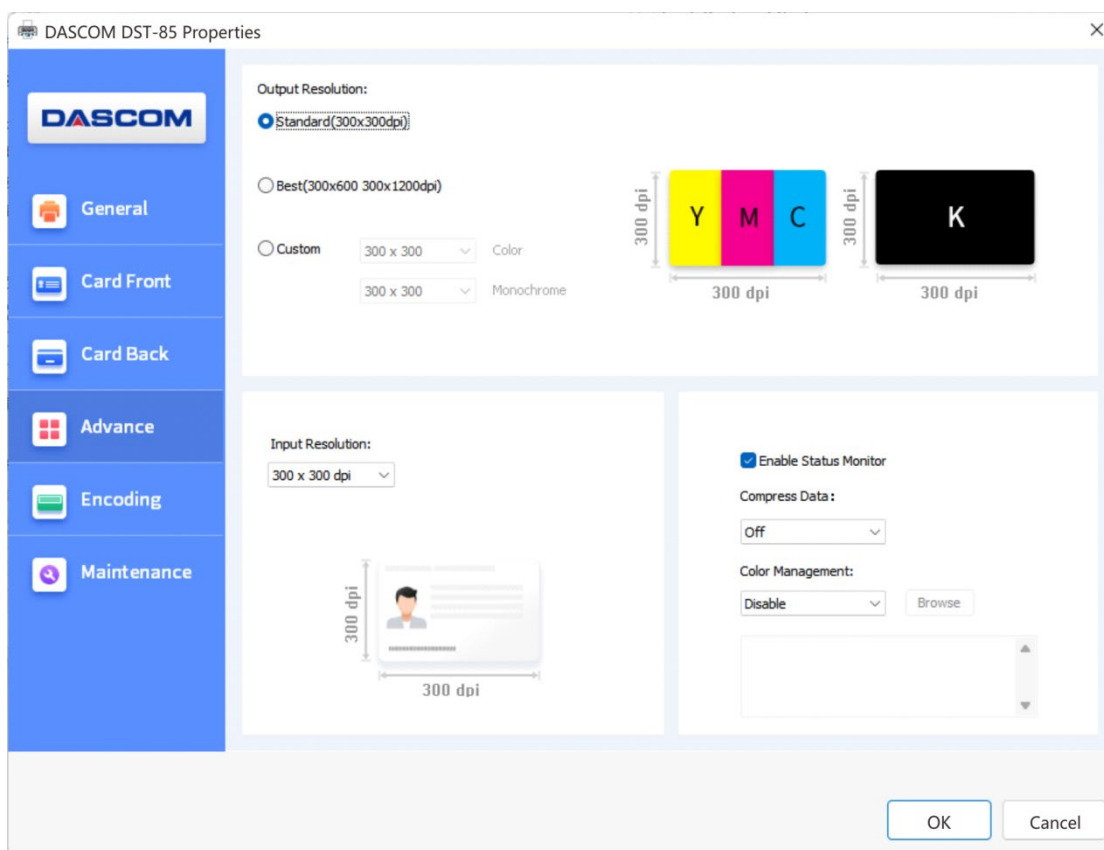 DASCOM DST-85 Properties
DASCOM
General
Card Front
Card Back
Advance
Encoding
Maintenance
Output Resolution:
Standard(300x300dpi)
Best(300x600 300x1200dpi)
Custom
300 x 300
Color
300 x 300
Monochrome
300 dpi
Y M C
300 dpi
300 dpi
K
300 dpi
Input Resolution:
300 x 300 dpi
300 dpi
300 dpi
Enable Status Monitor
Compress Data:
Off
Color Management:
Disable
Browse
OK
Cancel